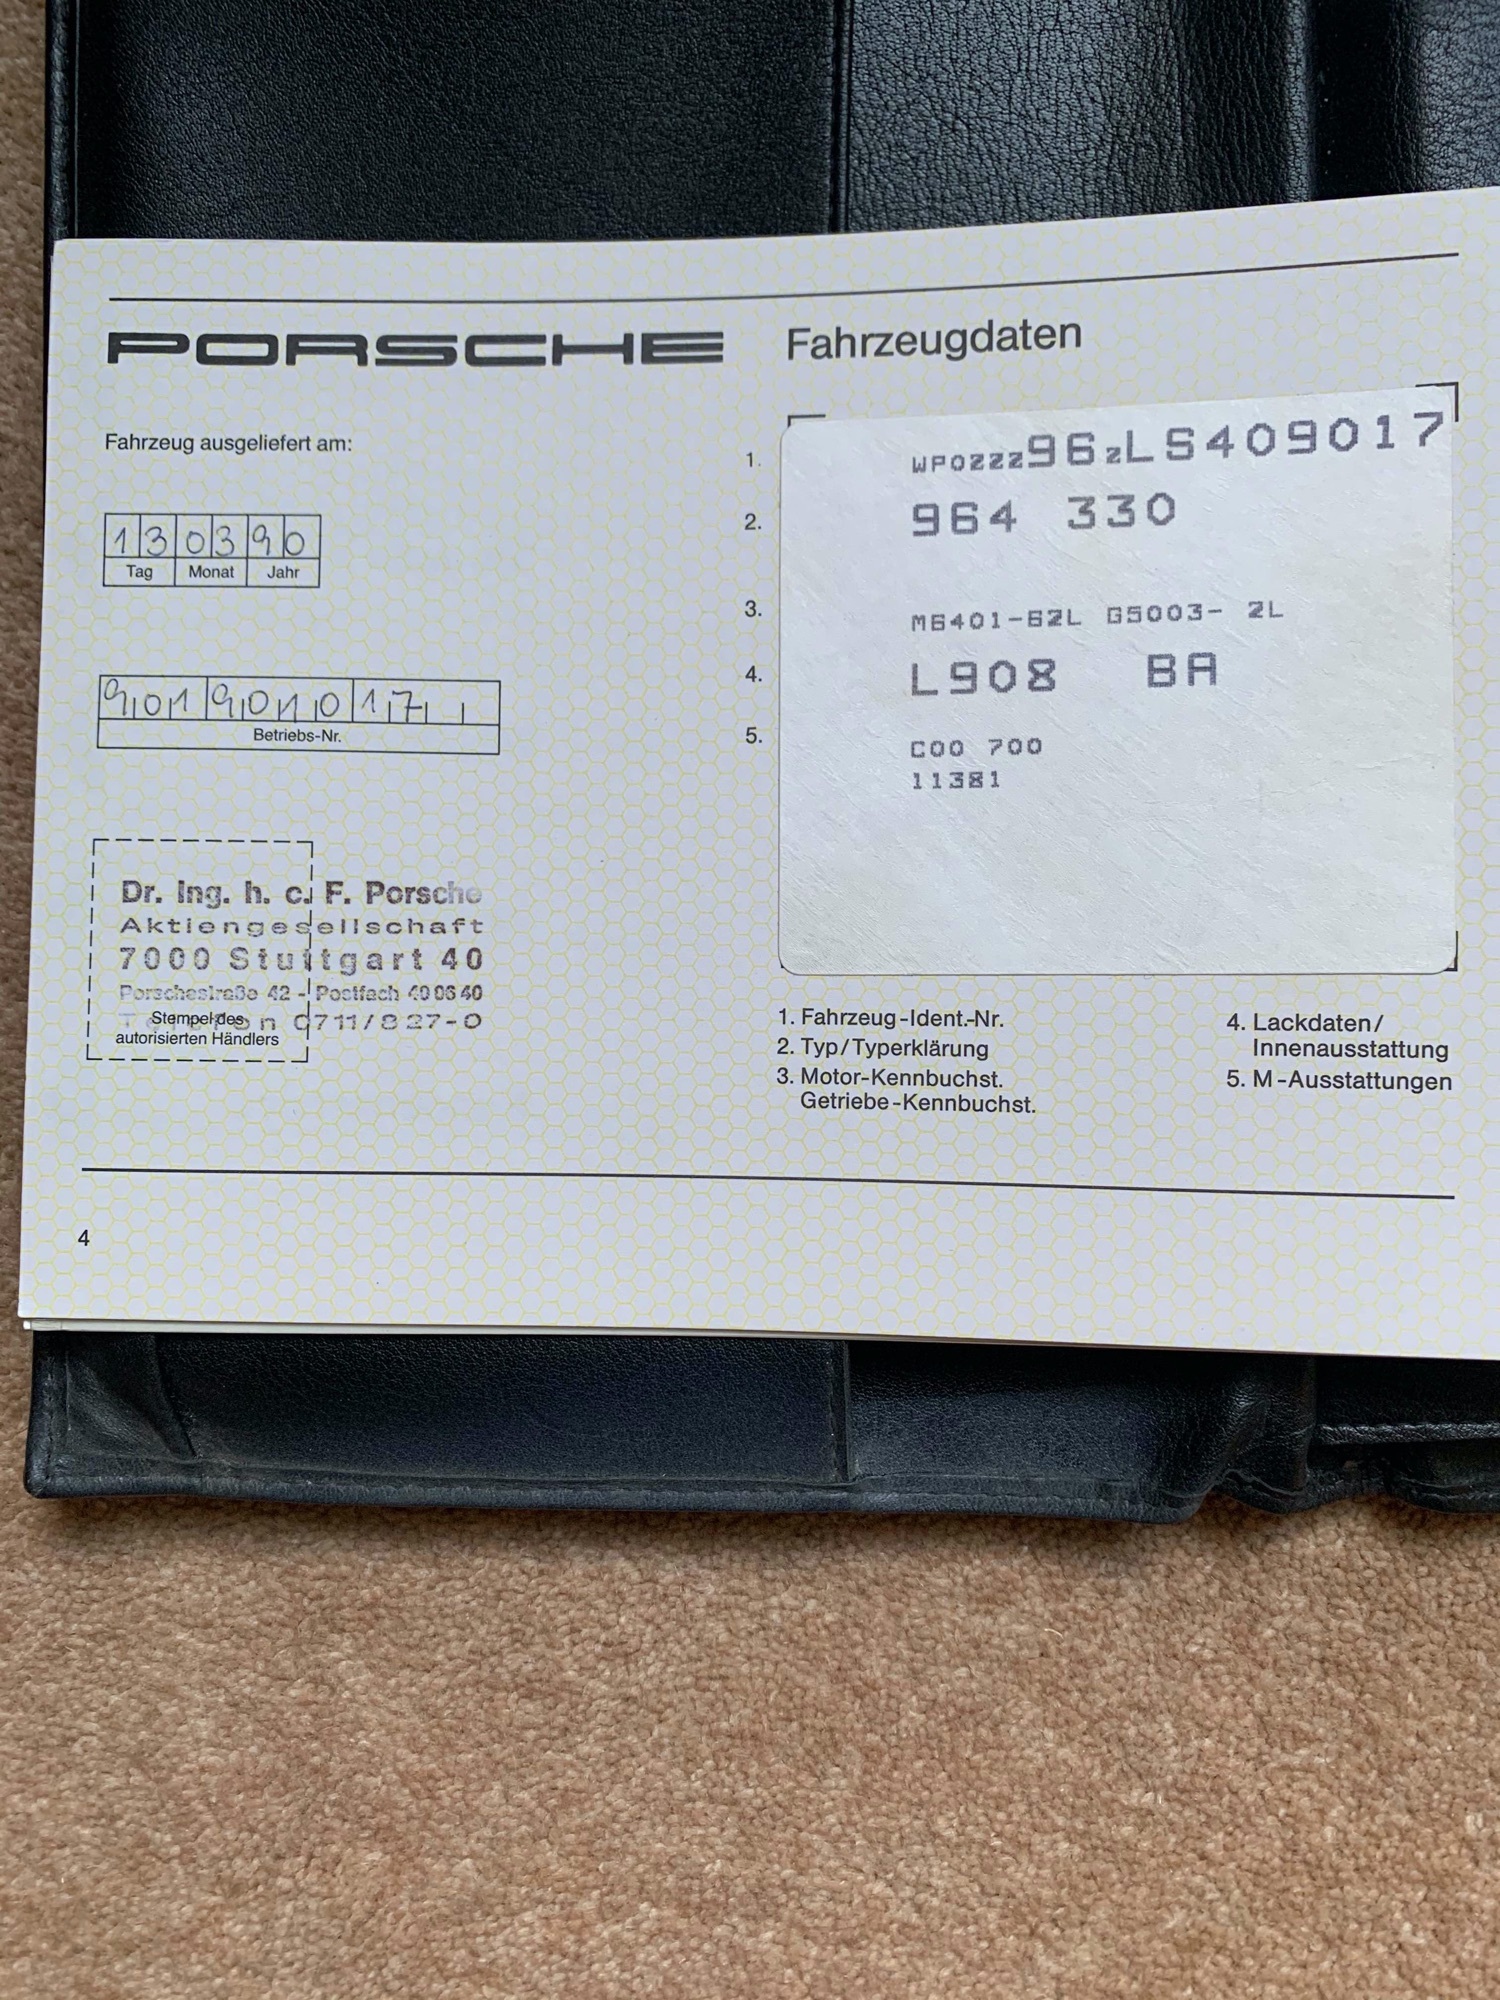 PORSCHE
Fahrzeugdaten
Fahrzeug ausgeliefert am:
130390
Tag Monat Jahr
901901017
Betriebs-Nr.
Dr. Ing. h. c. F. Porsche
Aktiengesellschaft
7000 Stuttgart 40
Porschestraße 42 - Postfach 40 06 40
Telefon 0711/827-0
Stempel des
autorisierten Händlers
1. WP0ZZZ96ZLS409017
2. 964 330
3. M6401-62L G5003- 2L
4. L908 BA
5. C00 700
11381
1. Fahrzeug-Ident.-Nr.
2. Typ/Typerklärung
3. Motor-Kennbuchst.
Getriebe-Kennbuchst.
4. Lackdaten/
Innenausstattung
5. M-Ausstattungen
4